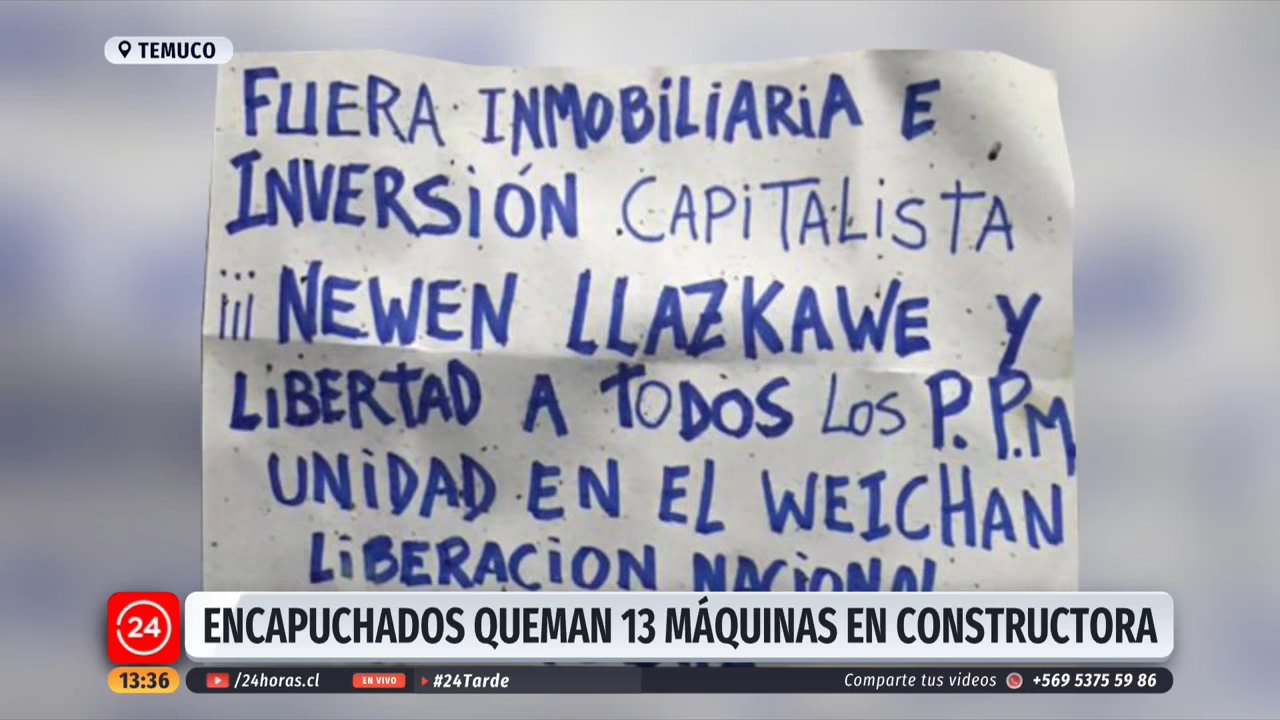 TEMUCO
FUERA INMOBILIARIA E
INVERSIÓN CAPITALISTA
¡¡¡ NEWEN LLAZKAWE Y
LIBERTAD A TODOS LOS P.P.M
UNIDAD EN EL WEICHAN
LIBERACION NACIONAL
24
ENCAPUCHADOS QUEMAN 13 MÁQUINAS EN CONSTRUCTORA
13:36
/24horas.cl
EN VIVO
#24Tarde
Comparte tus videos
+569 5375 59 86